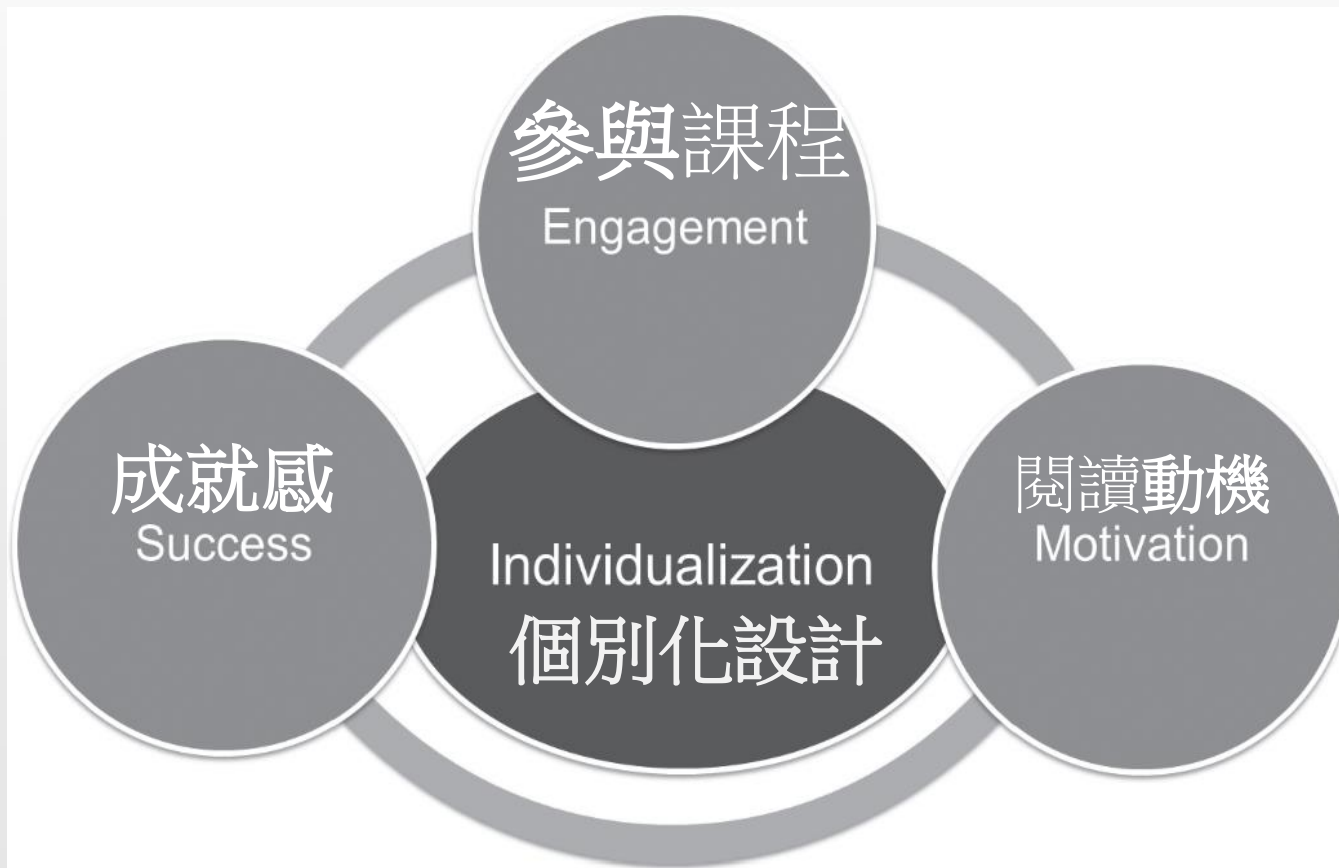 參與課程
Engagement
成就感
Success
閱讀動機
Motivation
Individualization
個別化設計